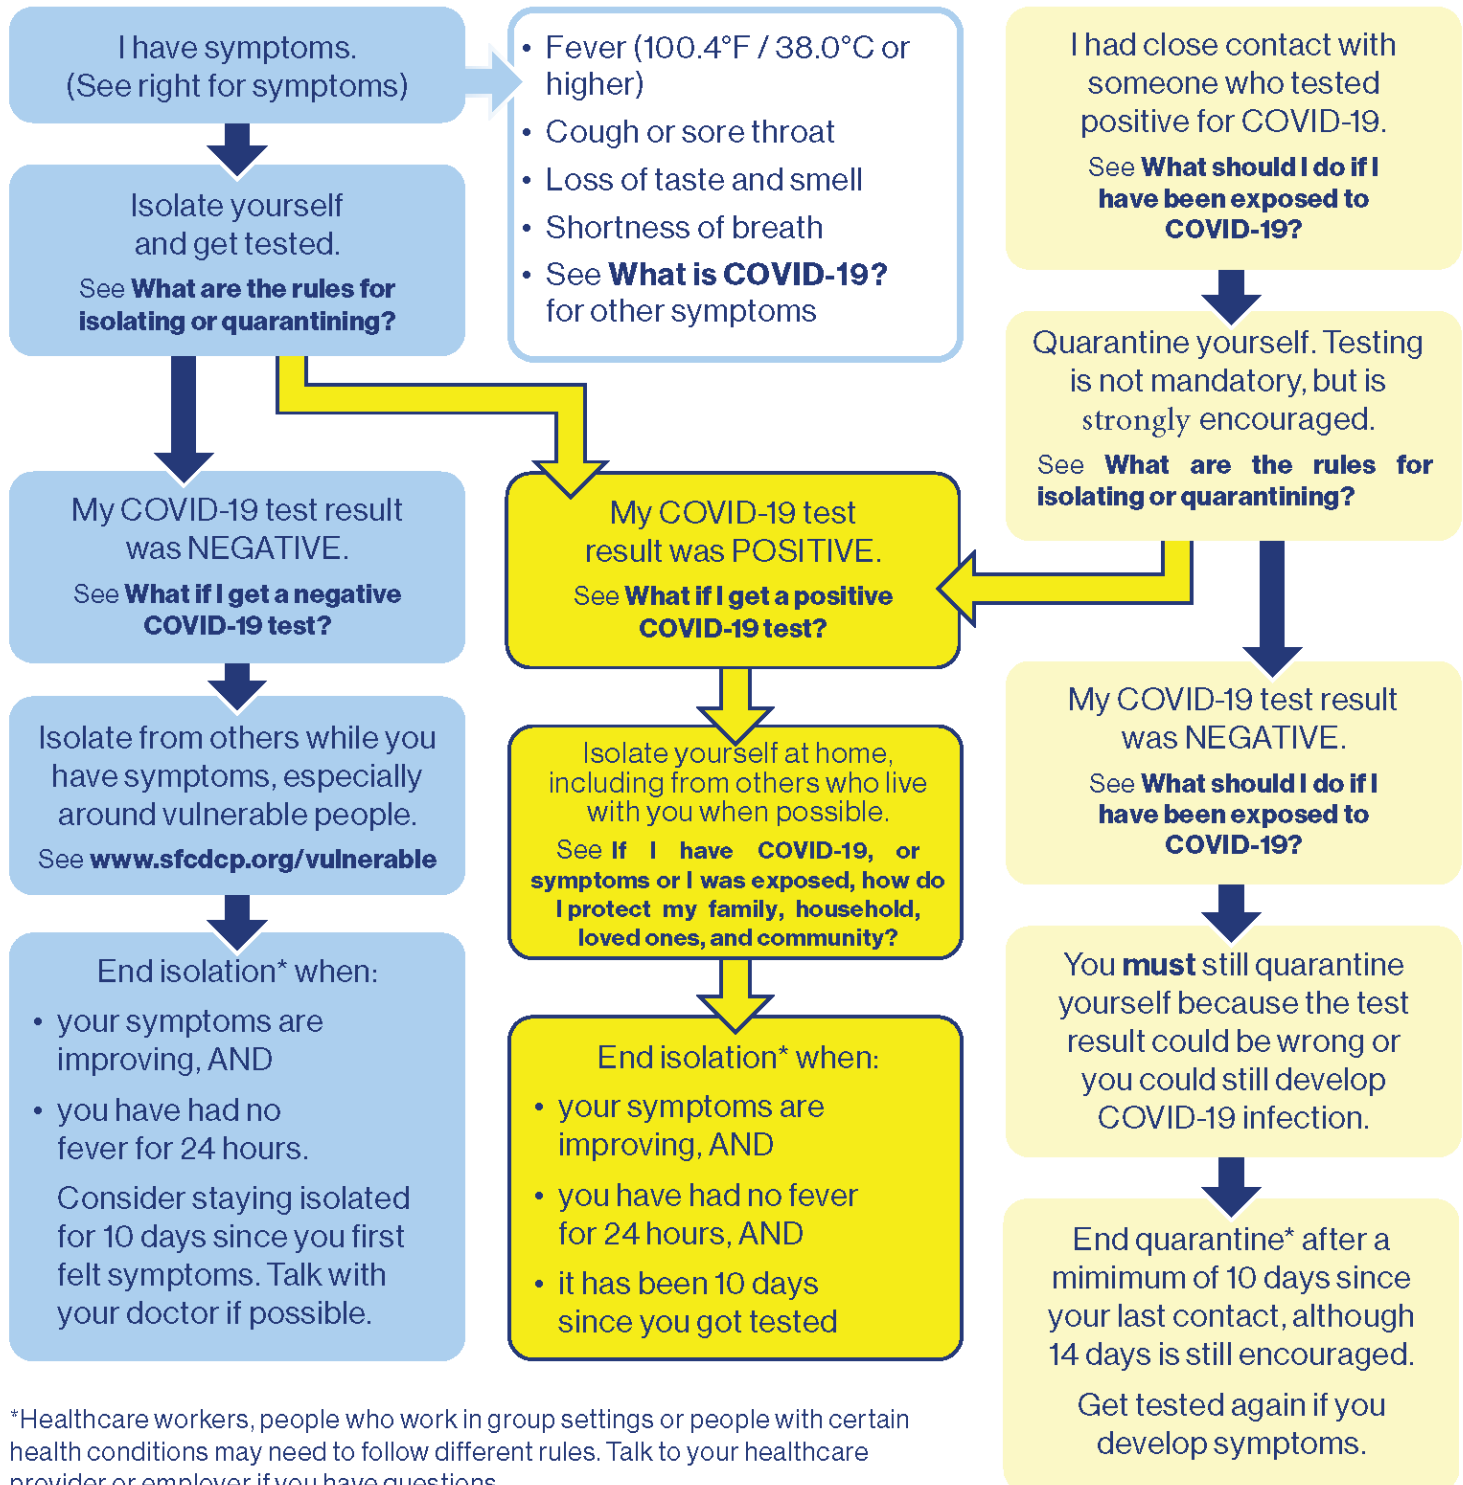 I have symptoms.
(See right for symptoms)
• Fever (100.4°F / 38.0°C or
higher)
• Cough or sore throat
• Loss of taste and smell
• Shortness of breath
• See What is COVID-19?
for other symptoms
Isolate yourself
and get tested.
See What are the rules for
isolating or quarantining?
My COVID-19 test result
was NEGATIVE.
See What if I get a negative
COVID-19 test?
Isolate from others while you
have symptoms, especially
around vulnerable people.
See www.sfcdcp.org/vulnerable
End isolation* when:
• your symptoms are
improving, AND
• you have had no
fever for 24 hours.
Consider staying isolated
for 10 days since you first
felt symptoms. Talk with
your doctor if possible.
My COVID-19 test
result was POSITIVE.
See What if I get a positive
COVID-19 test?
Isolate yourself at home,
including from others who live
with you when possible.
See If I have COVID-19, or
symptoms or I was exposed, how do
I protect my family, household,
loved ones, and community?
End isolation* when:
• your symptoms are
improving, AND
• you have had no fever
for 24 hours, AND
• it has been 10 days
since you got tested
I had close contact with
someone who tested
positive for COVID-19.
See What should I do if I
have been exposed to
COVID-19?
Quarantine yourself. Testing
is not mandatory, but is
strongly encouraged.
See What are the rules for
isolating or quarantining?
My COVID-19 test result
was NEGATIVE.
See What should I do if I
have been exposed to
COVID-19?
You must still quarantine
yourself because the test
result could be wrong or
you could still develop
COVID-19 infection.
End quarantine* after a
mimimum of 10 days since
your last contact, although
14 days is still encouraged.
Get tested again if you
develop symptoms.
*Healthcare workers, people who work in group settings or people with certain
health conditions may need to follow different rules. Talk to your healthcare
provider or employer if you have questions